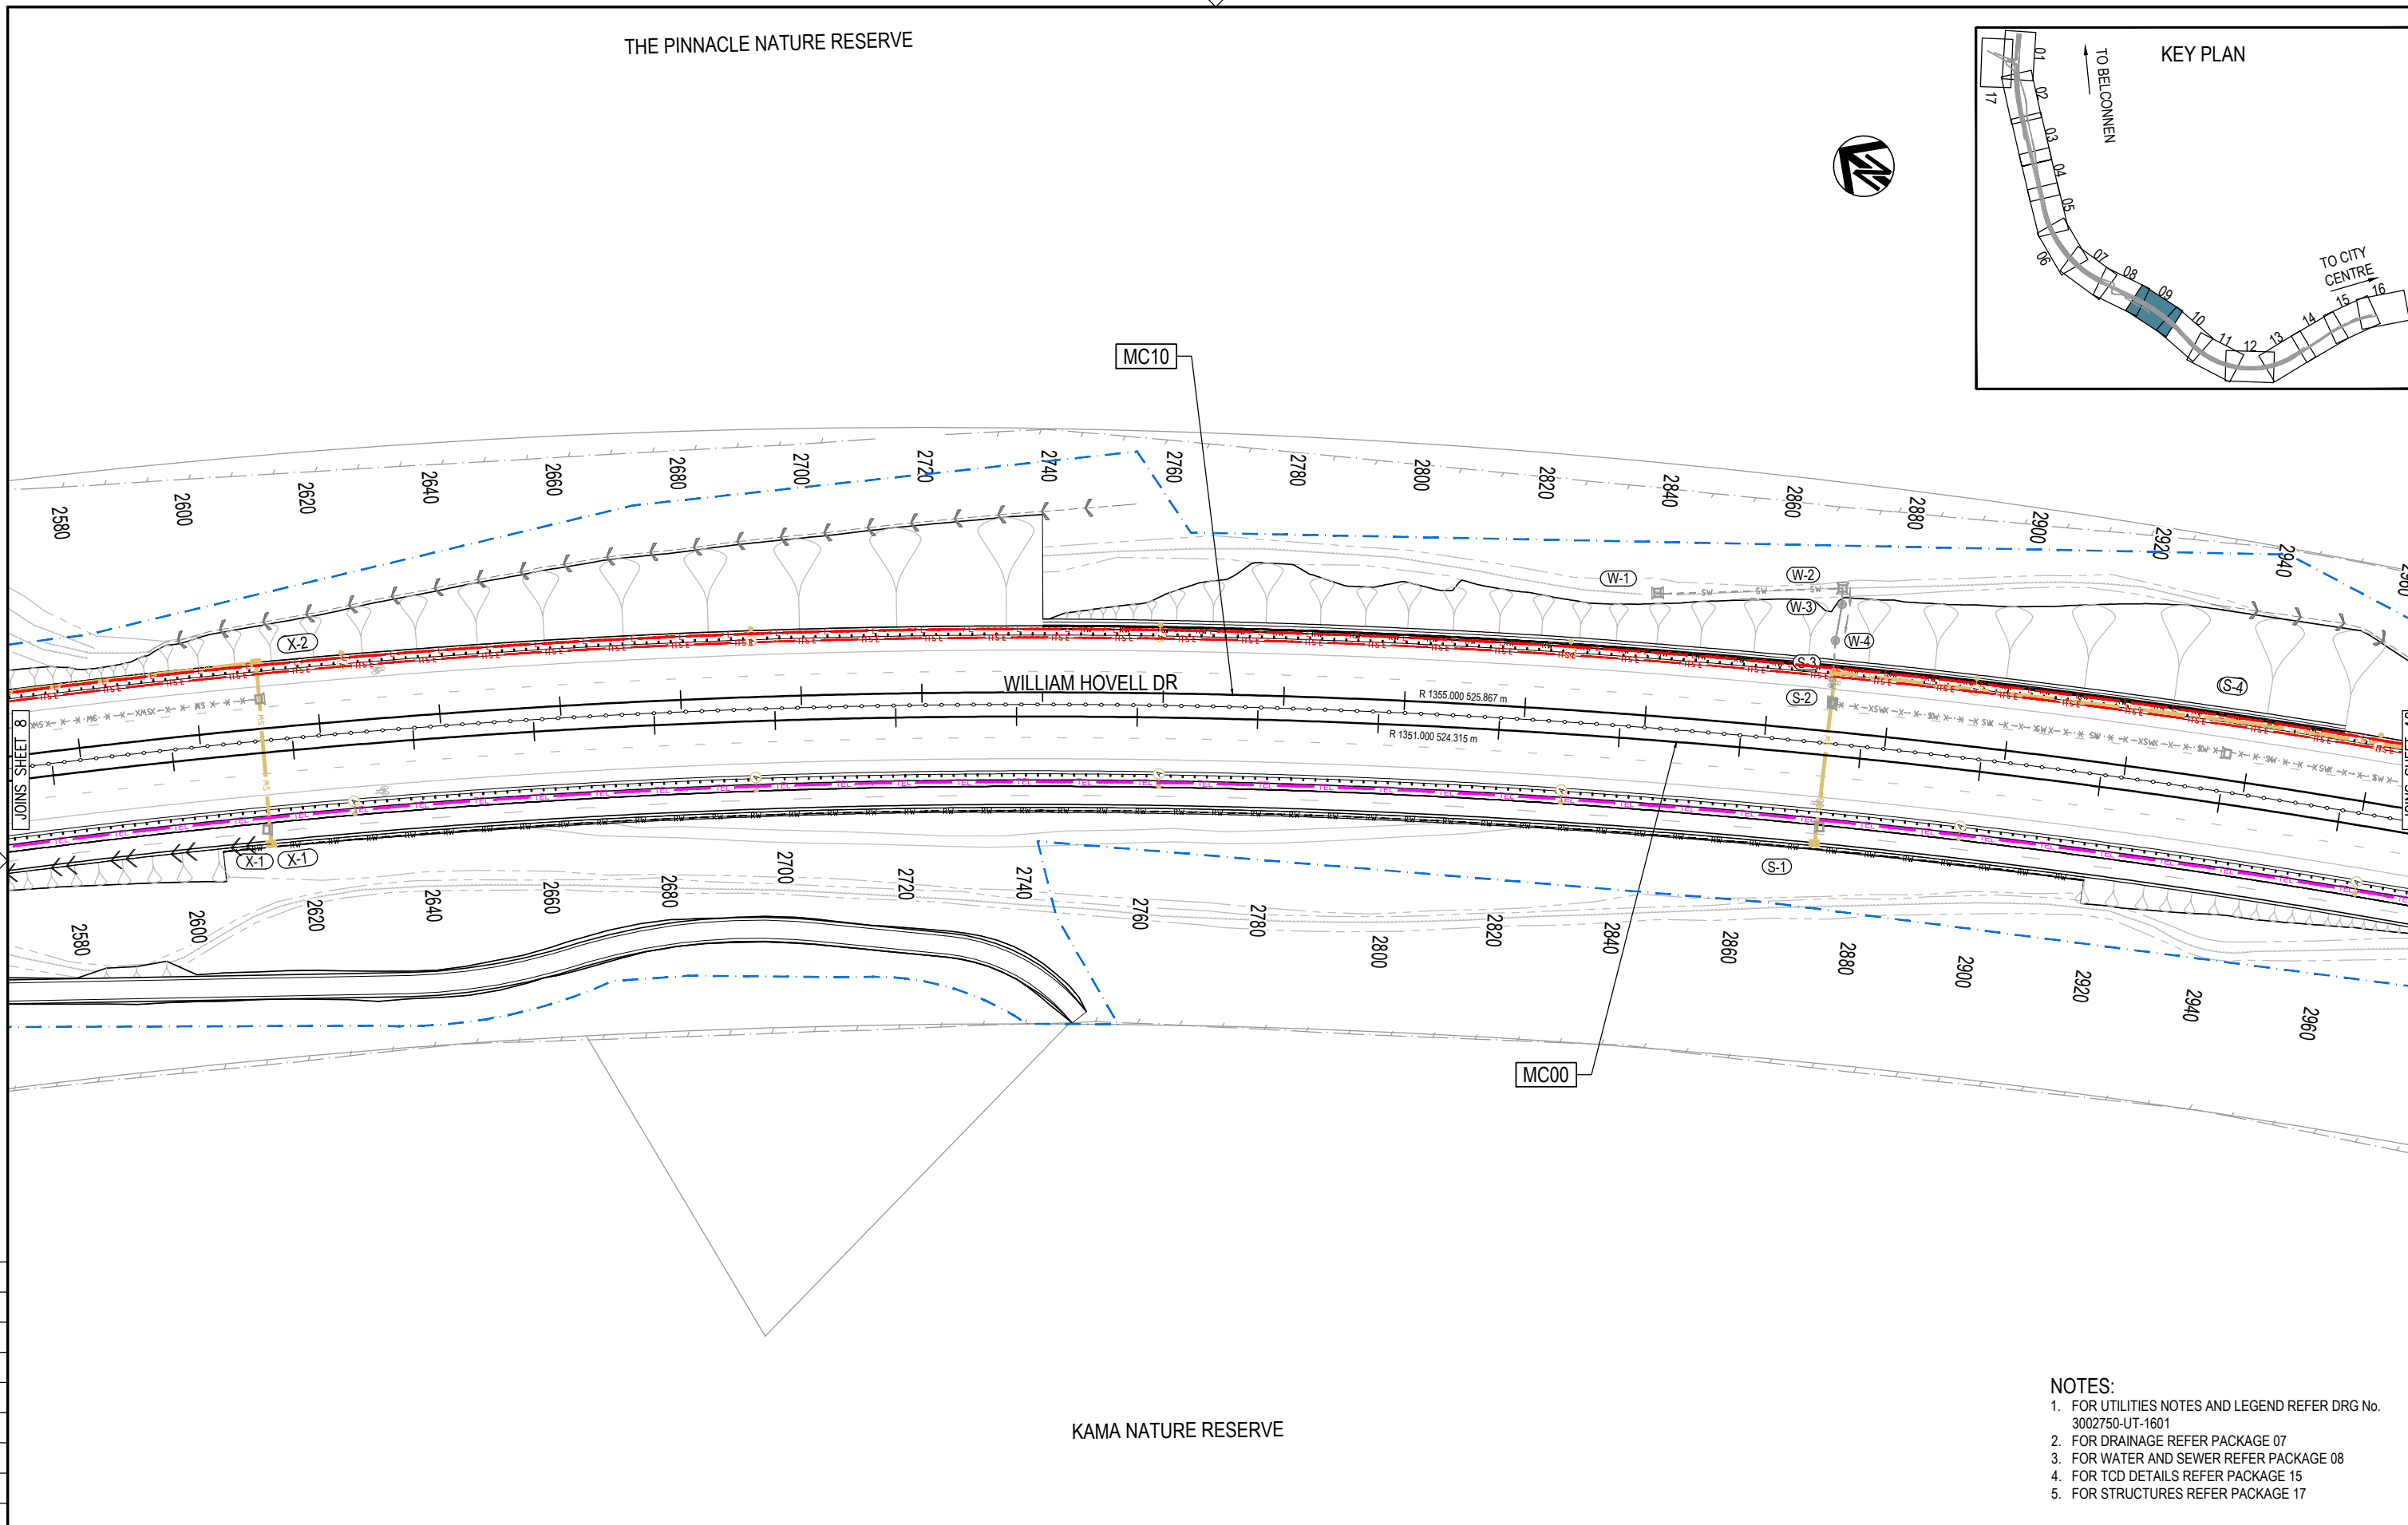 THE PINNACLE NATURE RESERVE
KEY PLAN
TO BELCONNEN
01
02
03
04
05
06
07
08
09
10
11
12
13
14
15
16
17
TO CITY
CENTRE
MC10
2580
2600
2620
2640
2660
2680
2700
2720
2740
2760
2780
2800
2820
2840
2860
2880
2900
2920
2940
2960
W-1
W-2
W-3
W-4
X-2
S-3
S-2
S-4
WILLIAM HOVELL DR
R 1355.000 525.867 m
R 1351.000 524.315 m
JOINS SHEET 8
X-1
X-1
S-1
2580
2600
2620
2640
2660
2680
2700
2720
2740
2760
2780
2800
2820
2840
2860
2880
2900
2920
2940
2960
MC00
KAMA NATURE RESERVE
NOTES:
1. FOR UTILITIES NOTES AND LEGEND REFER DRG No.
3002750-UT-1601
2. FOR DRAINAGE REFER PACKAGE 07
3. FOR WATER AND SEWER REFER PACKAGE 08
4. FOR TCD DETAILS REFER PACKAGE 15
5. FOR STRUCTURES REFER PACKAGE 17